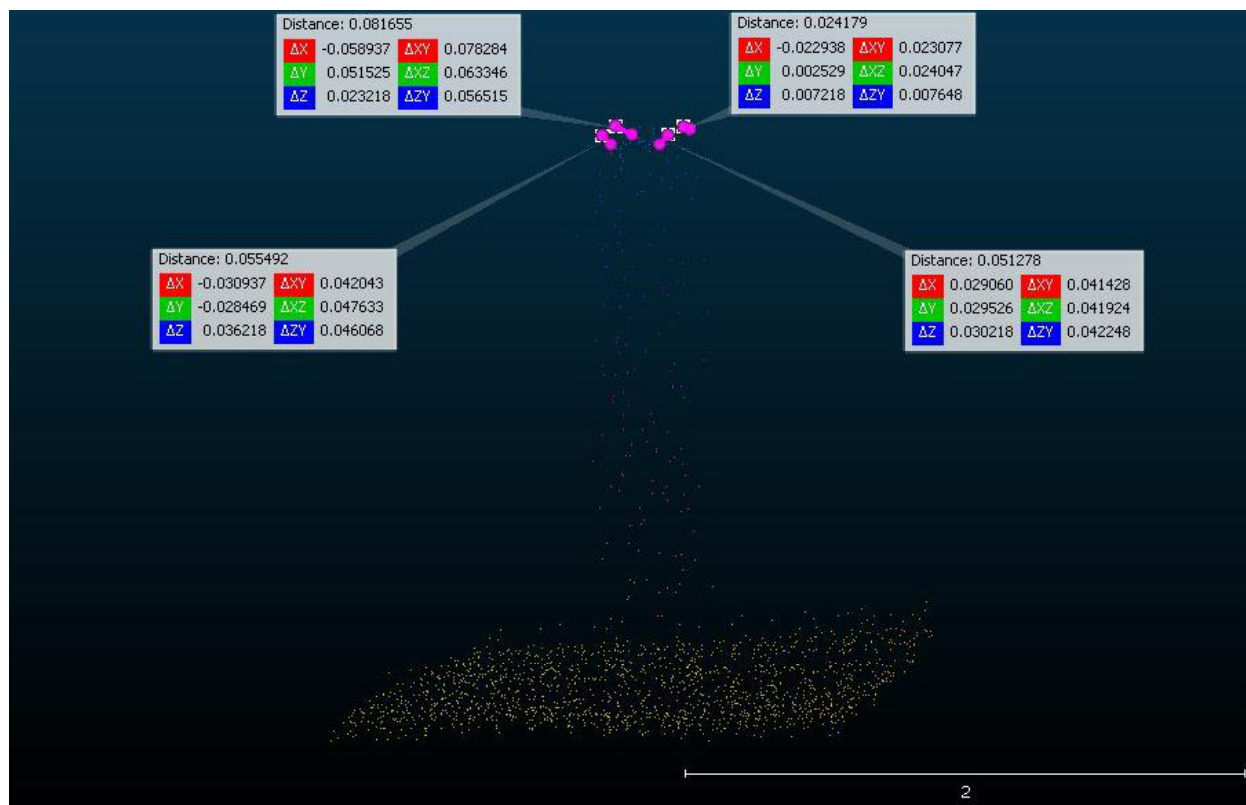 Distance: 0.081655
ΔX -0.058937 ΔXY 0.078284
ΔY 0.051525 ΔXZ 0.063346
ΔZ 0.023218 ΔZY 0.056515
Distance: 0.024179
ΔX -0.022938 ΔXY 0.023077
ΔY 0.002529 ΔXZ 0.024047
ΔZ 0.007218 ΔZY 0.007648
Distance: 0.055492
ΔX -0.030937 ΔXY 0.042043
ΔY -0.028469 ΔXZ 0.047633
ΔZ 0.036218 ΔZY 0.046068
Distance: 0.051278
ΔX 0.029060 ΔXY 0.041428
ΔY 0.029526 ΔXZ 0.041924
ΔZ 0.030218 ΔZY 0.042248
2